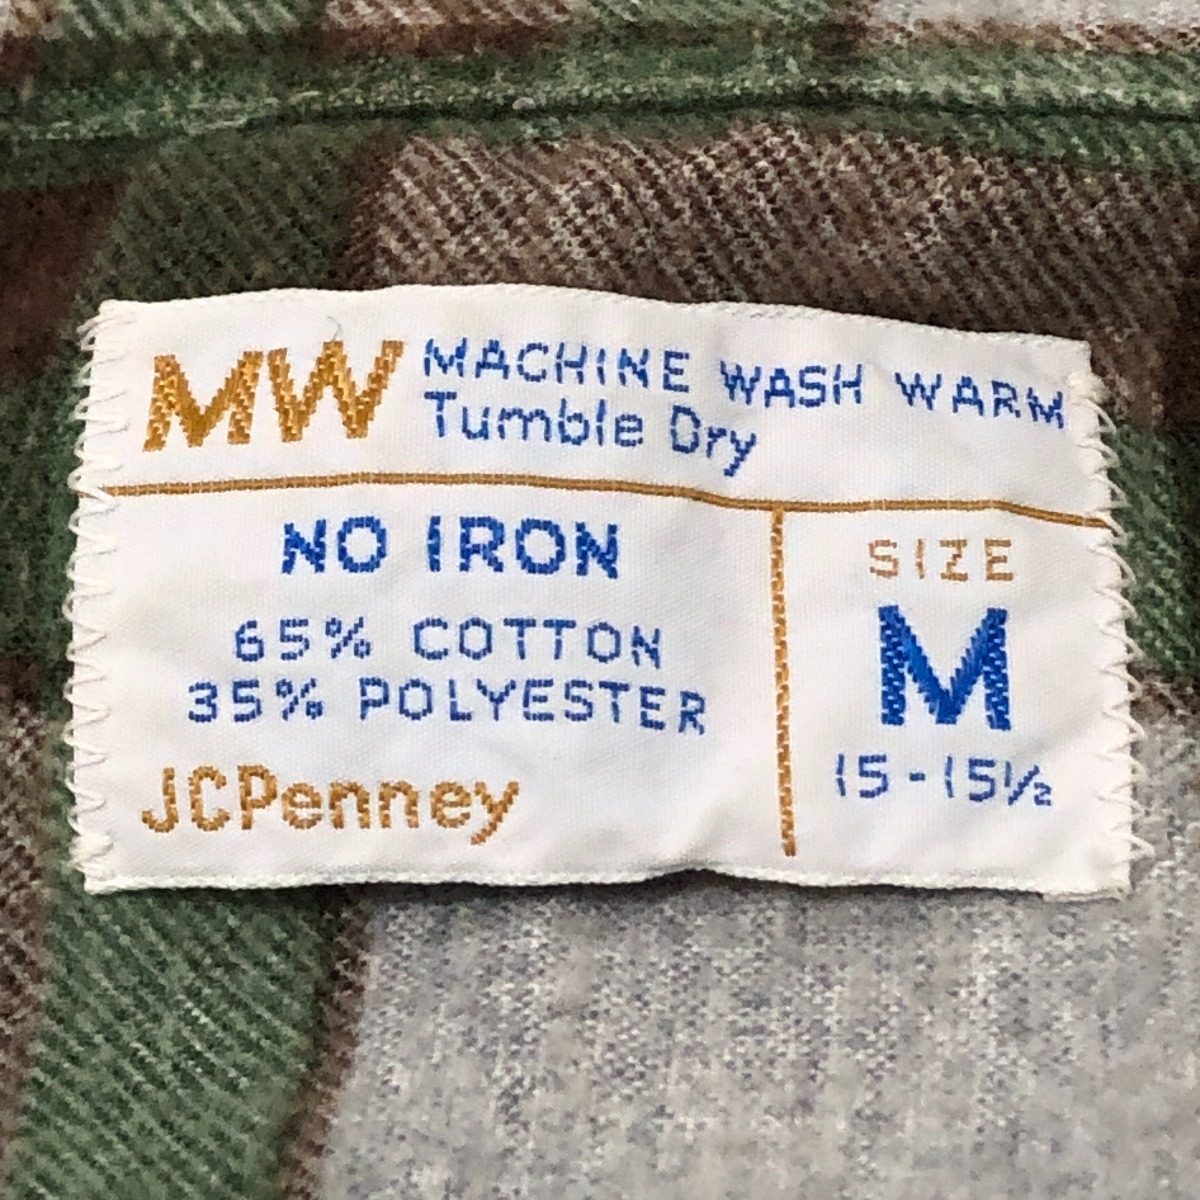 MW MACHINE WASH WARM
Tumble Dry
NO IRON
65% COTTON
35% POLYESTER
JCPenney
SIZE
M
15-15½